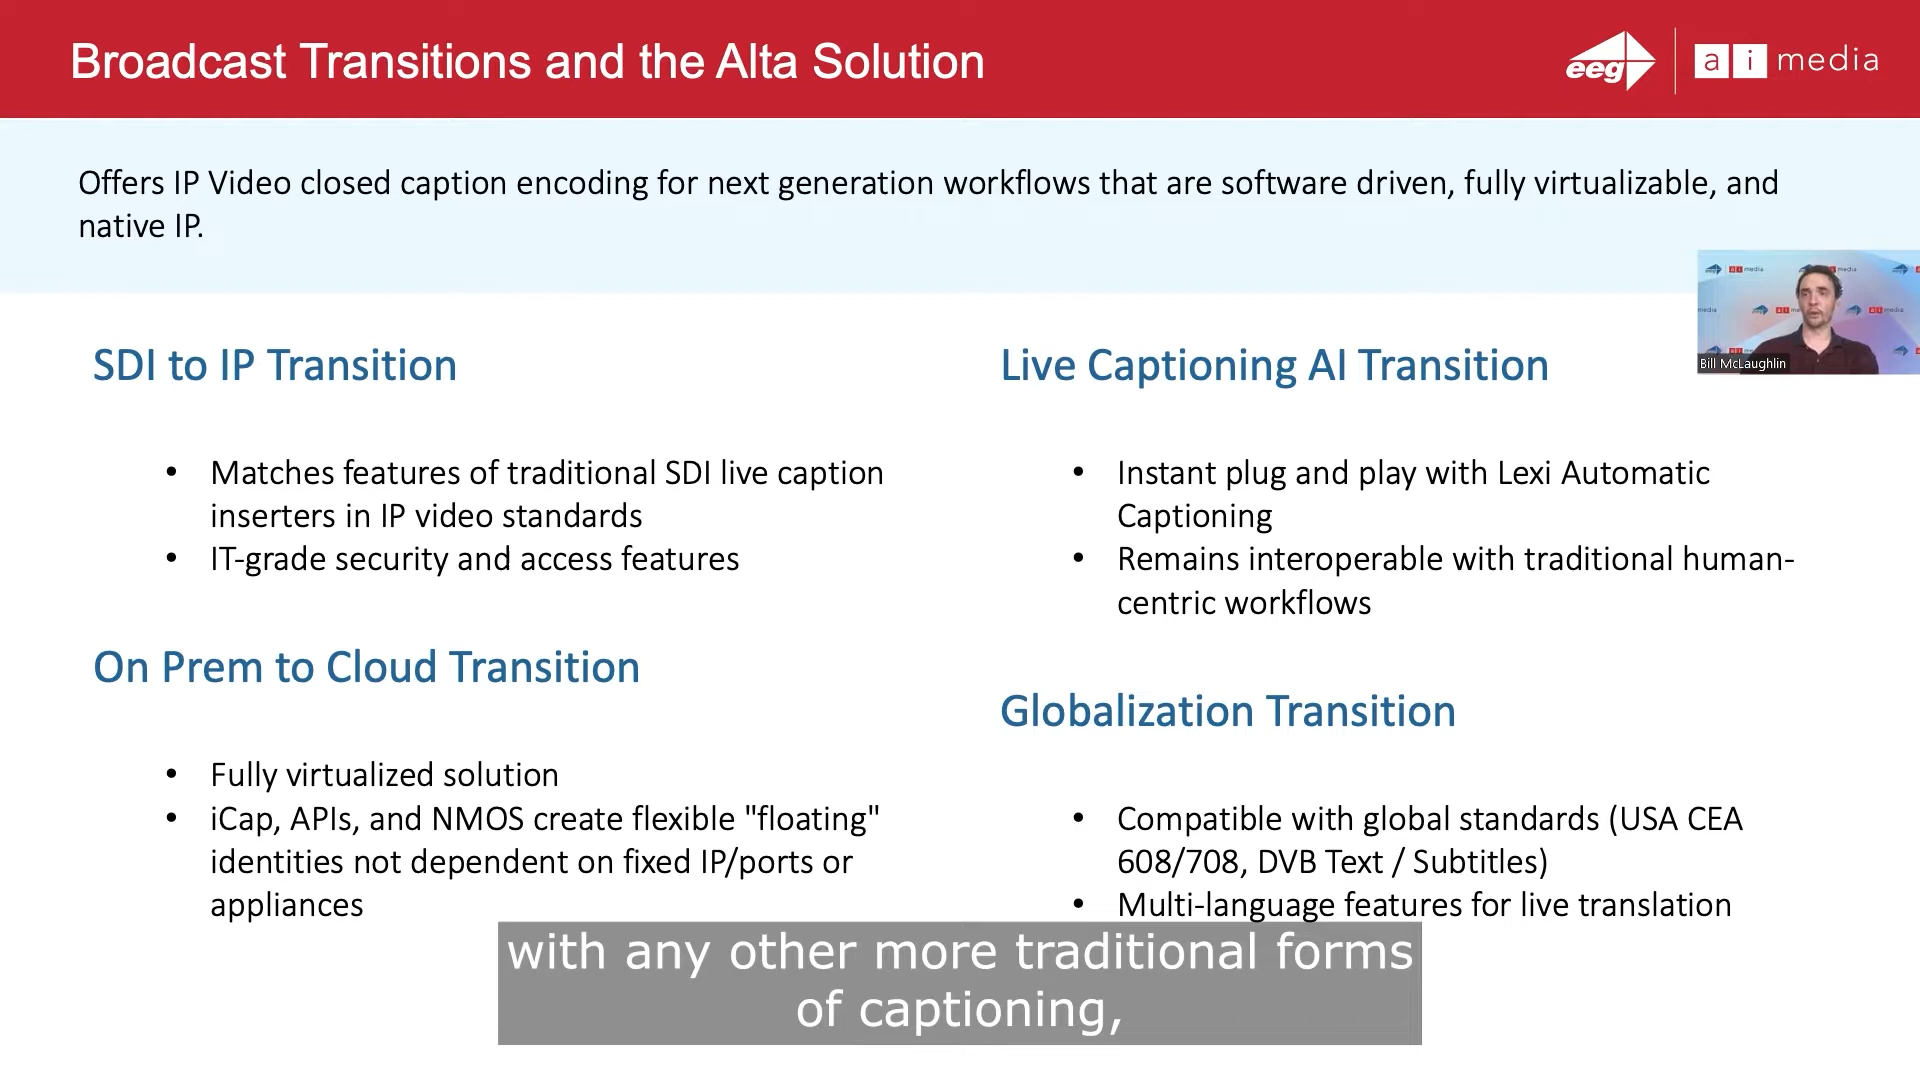 Broadcast Transitions and the Alta Solution
eeg
ai media
Offers IP Video closed caption encoding for next generation workflows that are software driven, fully virtualizable, and
native IP.
Bill McLaughlin
SDI to IP Transition
• Matches features of traditional SDI live caption
inserters in IP video standards
• IT-grade security and access features
On Prem to Cloud Transition
• Fully virtualized solution
• iCap, APIs, and NMOS create flexible "floating"
identities not dependent on fixed IP/ports or
appliances
Live Captioning AI Transition
• Instant plug and play with Lexi Automatic
Captioning
• Remains interoperable with traditional human-
centric workflows
Globalization Transition
• Compatible with global standards (USA CEA
608/708, DVB Text / Subtitles)
• Multi-language features for live translation
with any other more traditional forms
of captioning,